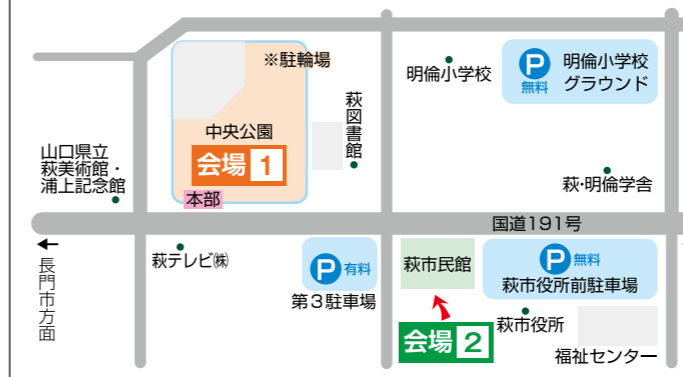 ※駐輪場
中央公園
会場 1
本部
萩図書館
山口県立
萩美術館・
浦上記念館
明倫小学校
P
無料
明倫小学校
グラウンド
萩・明倫学舎
国道191号
←
長門市方面
萩テレビ㈱
P 有料
第3駐車場
萩市民館
会場 2
P 無料
萩市役所前駐車場
萩市役所
福祉センター